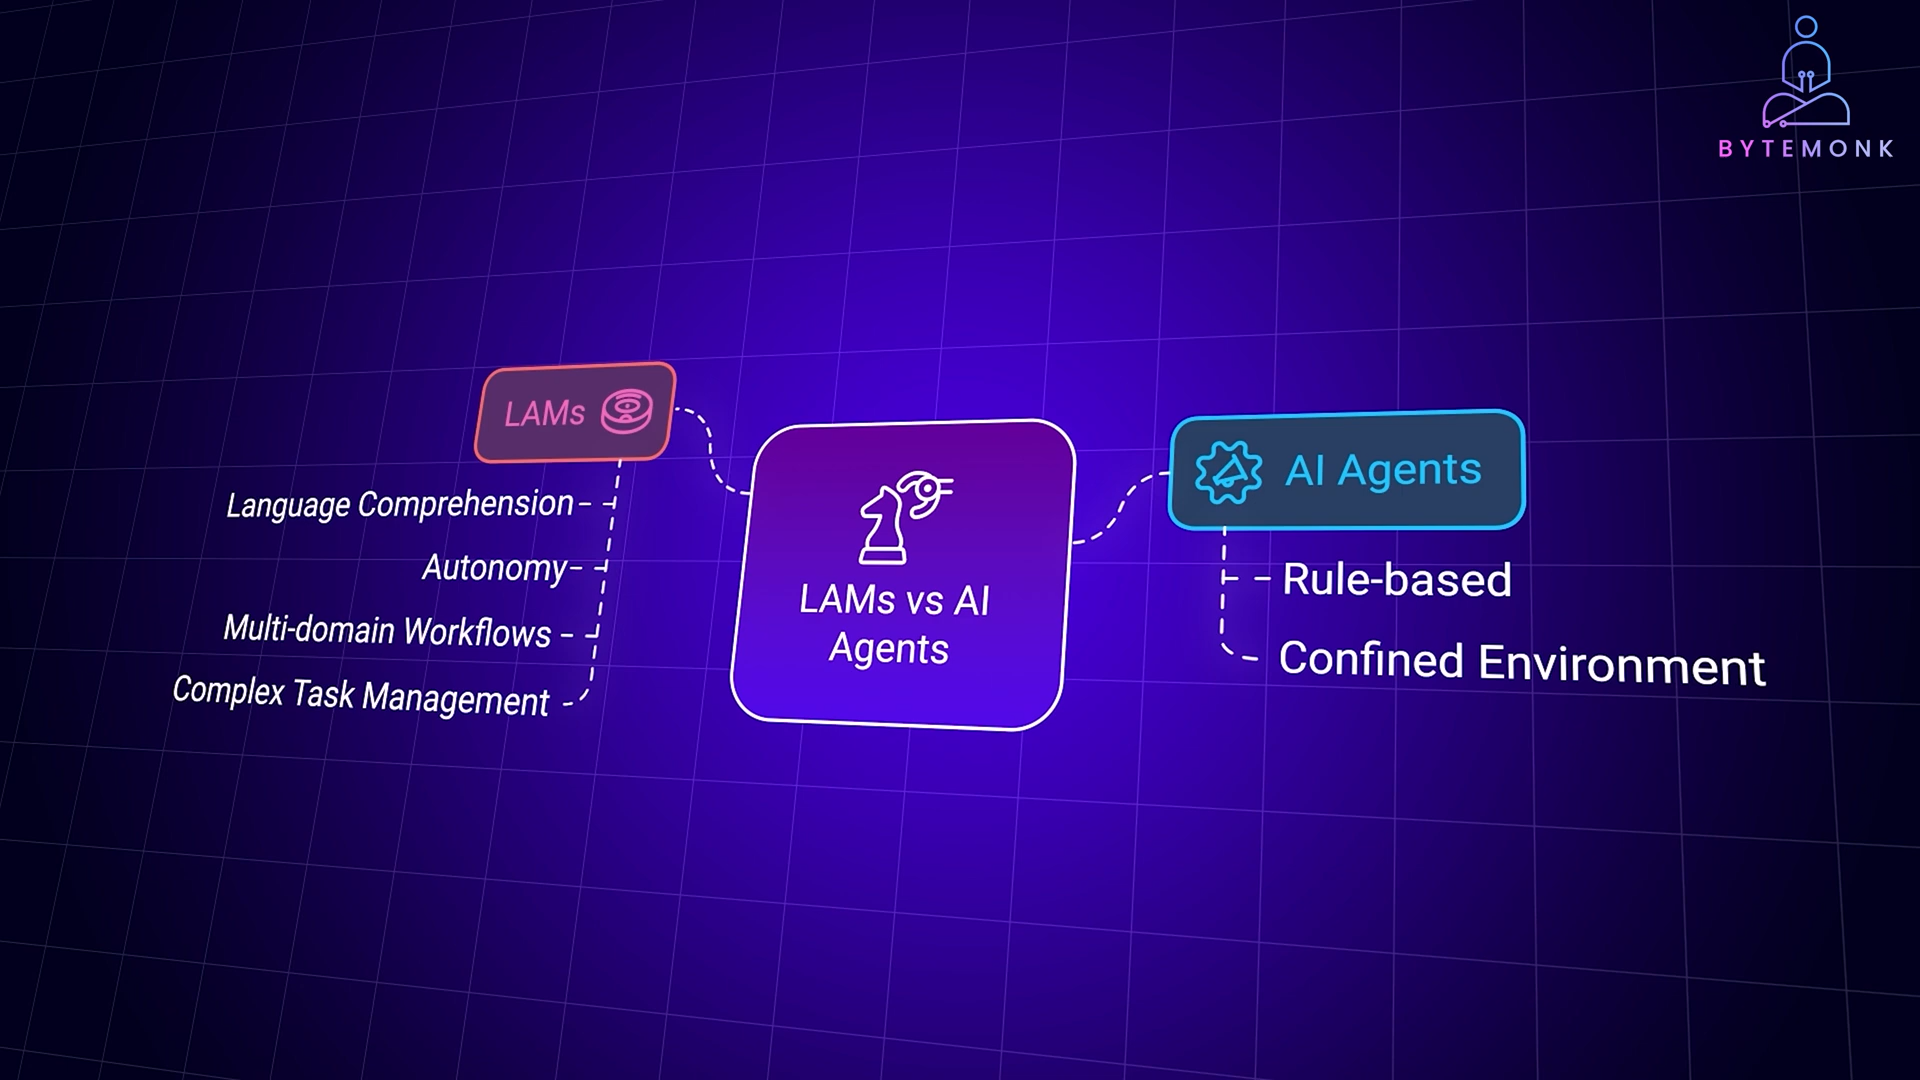 BYTEMONK
LAMs
Language Comprehension
Autonomy
Multi-domain Workflows
Complex Task Management
LAMs vs AI
Agents
AI Agents
Rule-based
Confined Environment